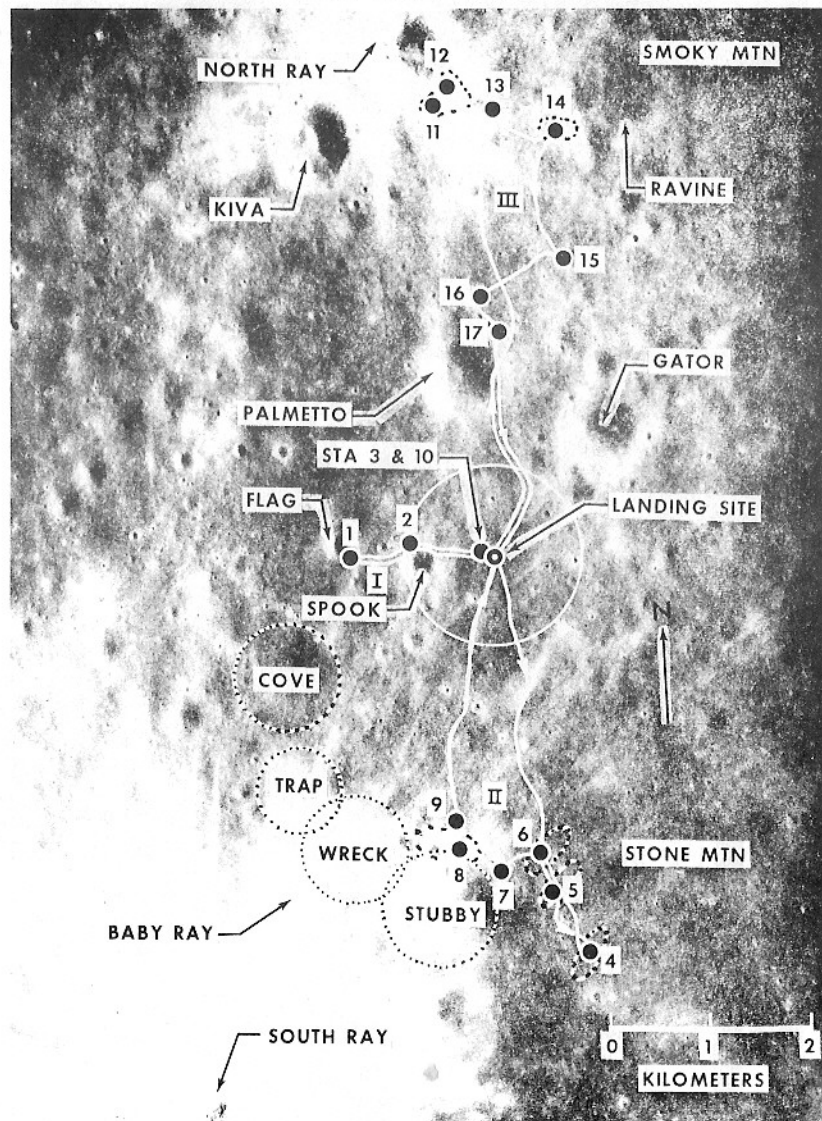 SMOKY MTN
NORTH RAY
12
13
14
11
RAVINE
KIVA
III
15
16
17
GATOR
PALMETTO
STA 3 & 10
FLAG
LANDING SITE
2
1
I
SPOOK
N
COVE
TRAP
9
II
6
WRECK
8
STONE MTN
7
5
STUBBY
BABY RAY
4
SOUTH RAY
0 1 2
KILOMETERS